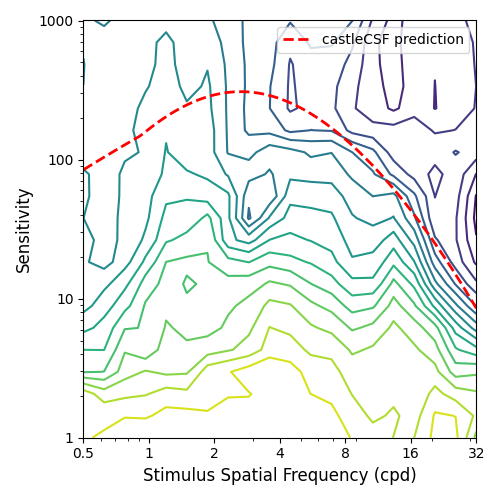 1000
castleCSF prediction
100
Sensitivity
10
1
0.5 1 2 4 8 16 32
Stimulus Spatial Frequency (cpd)